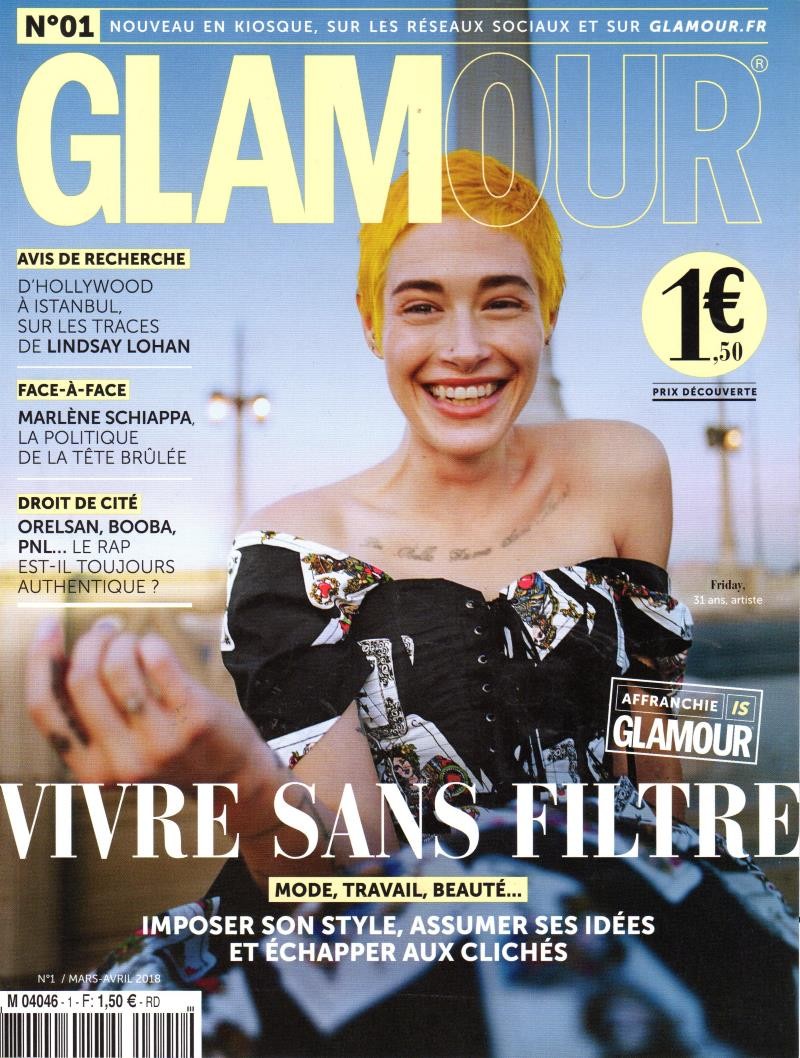 N°01 NOUVEAU EN KIOSQUE, SUR LES RÉSEAUX SOCIAUX ET SUR GLAMOUR.FR
GLAMOUR®
AVIS DE RECHERCHE
D'HOLLYWOOD
À ISTANBUL,
SUR LES TRACES
DE LINDSAY LOHAN
FACE-À-FACE
MARLÈNE SCHIAPPA,
LA POLITIQUE
DE LA TÊTE BRÛLÉE
DROIT DE CITÉ
ORELSAN, BOOBA,
PNL... LE RAP
EST-IL TOUJOURS
AUTHENTIQUE ?
1€,50
PRIX DÉCOUVERTE
Friday,
31 ans, artiste
AFFRANCHIE IS
GLAMOUR
VIVRE SANS FILTRE
MODE, TRAVAIL, BEAUTÉ...
IMPOSER SON STYLE, ASSUMER SES IDÉES
ET ÉCHAPPER AUX CLICHÉS
N°1 / MARS-AVRIL 2018
M 04046 - 1 - F: 1,50 € - RD